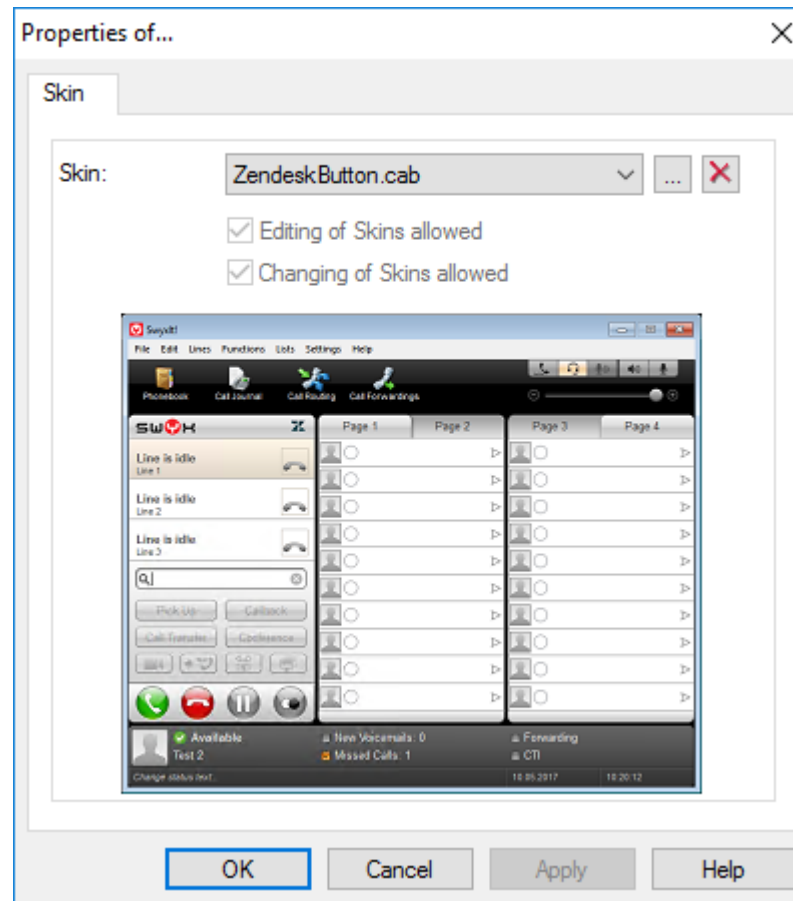 Properties of...
Skin
Skin:
ZendeskButton.cab
...
Editing of Skins allowed
Changing of Skins allowed
SwyxIt!
File Edit Lines Functions Lists Settings Help
Phonebook Call Journal Call Routing Call Forwardings
swyx
Page 1 Page 2 Page 3 Page 4
Line is idle
Line 1
Line is idle
Line 2
Line is idle
Line 3
Pick Up Callback
Call Transfer Conference
Available New Voicemails: 0 Forwarding
Test 2 Missed Calls: 1 CTI
Change status text... 10.05.2017 10:20:12
OK Cancel Apply Help